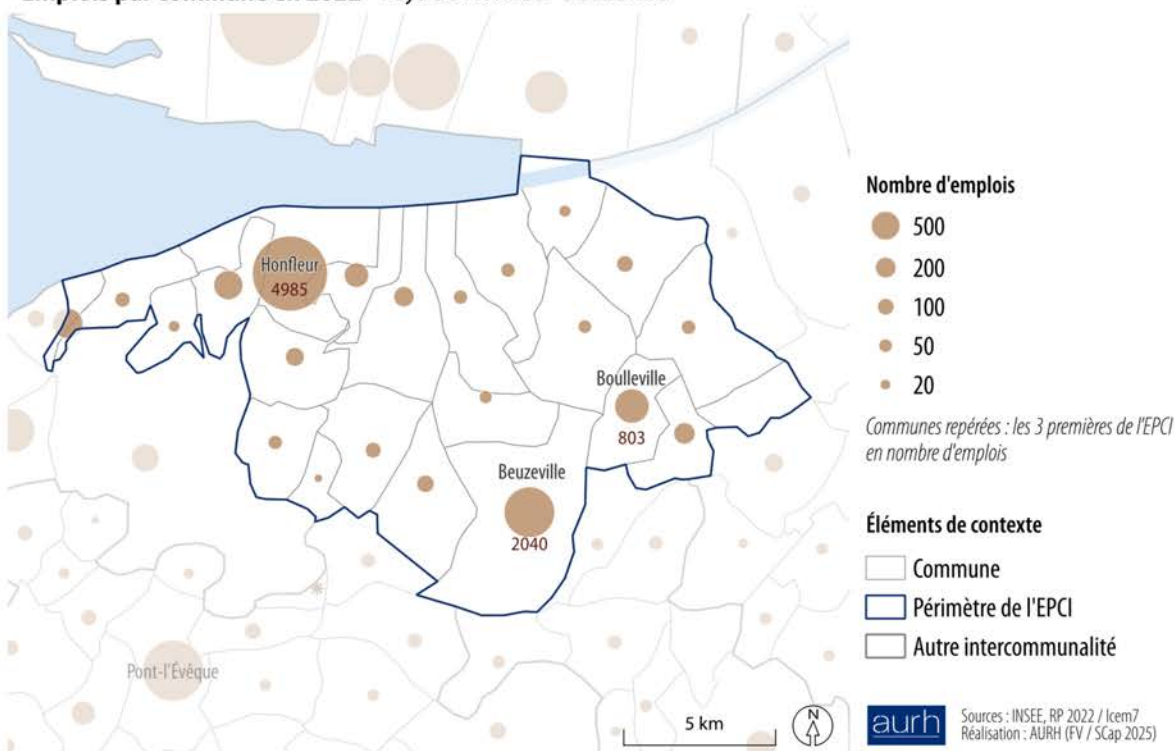 Honfleur
4985
Boulleville
803
Beuzeville
2040
Pont-l'Évêque
5 km
N
Nombre d'emplois
500
200
100
50
20
Communes repérées : les 3 premières de l'EPCI
en nombre d'emplois
Éléments de contexte
Commune
Périmètre de l'EPCI
Autre intercommunalité
aurh
Sources : INSEE, RP 2022 / Icem7
Réalisation : AURH (FV / SCap 2025)